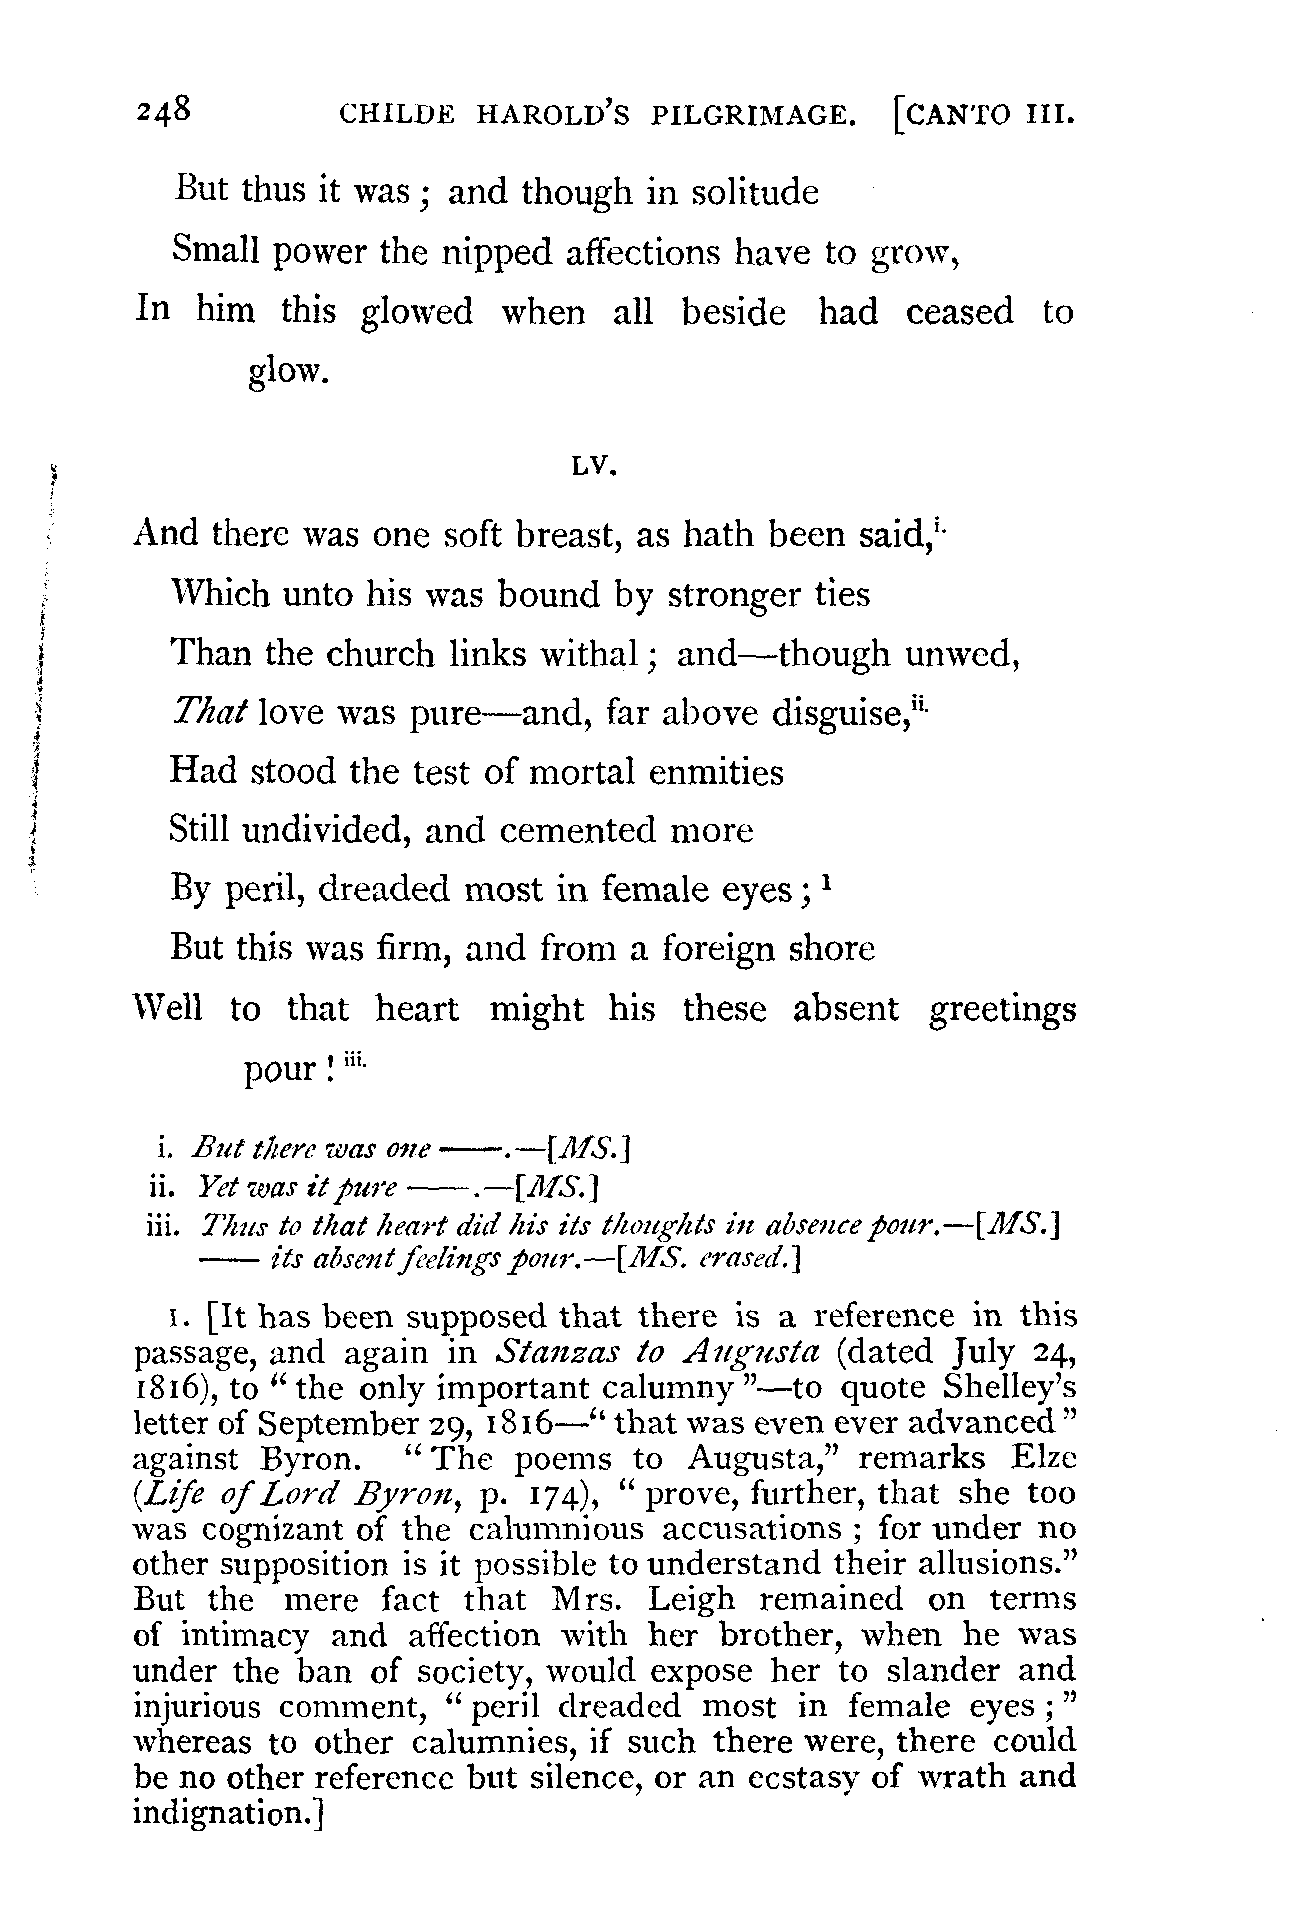 248 CHILDE HAROLD'S PILGRIMAGE. [CANTO III.
But thus it was ; and though in solitude
Small power the nipped affections have to grow,
In him this glowed when all beside had ceased to
glow.
LV.
And there was one soft breast, as hath been said,i.
Which unto his was bound by stronger ties
Than the church links withal ; and—though unwed,
That love was pure—and, far above disguise,ii.
Had stood the test of mortal enmities
Still undivided, and cemented more
By peril, dreaded most in female eyes ; 1
But this was firm, and from a foreign shore
Well to that heart might his these absent greetings
pour ! iii.
i. But there was one ——.—[MS.]
ii. Yet was it pure ——.—[MS.]
iii. Thus to that heart did his its thoughts in absence pour.—[MS.]
—— its absent feelings pour.—[MS. erased.]
1. [It has been supposed that there is a reference in this
passage, and again in Stanzas to Augusta (dated July 24,
1816), to "the only important calumny"—to quote Shelley's
letter of September 29, 1816—"that was even ever advanced"
against Byron. "The poems to Augusta," remarks Elze
(Life of Lord Byron, p. 174), "prove, further, that she too
was cognizant of the calumnious accusations ; for under no
other supposition is it possible to understand their allusions."
But the mere fact that Mrs. Leigh remained on terms
of intimacy and affection with her brother, when he was
under the ban of society, would expose her to slander and
injurious comment, "peril dreaded most in female eyes ;"
whereas to other calumnies, if such there were, there could
be no other reference but silence, or an ecstasy of wrath and
indignation.]